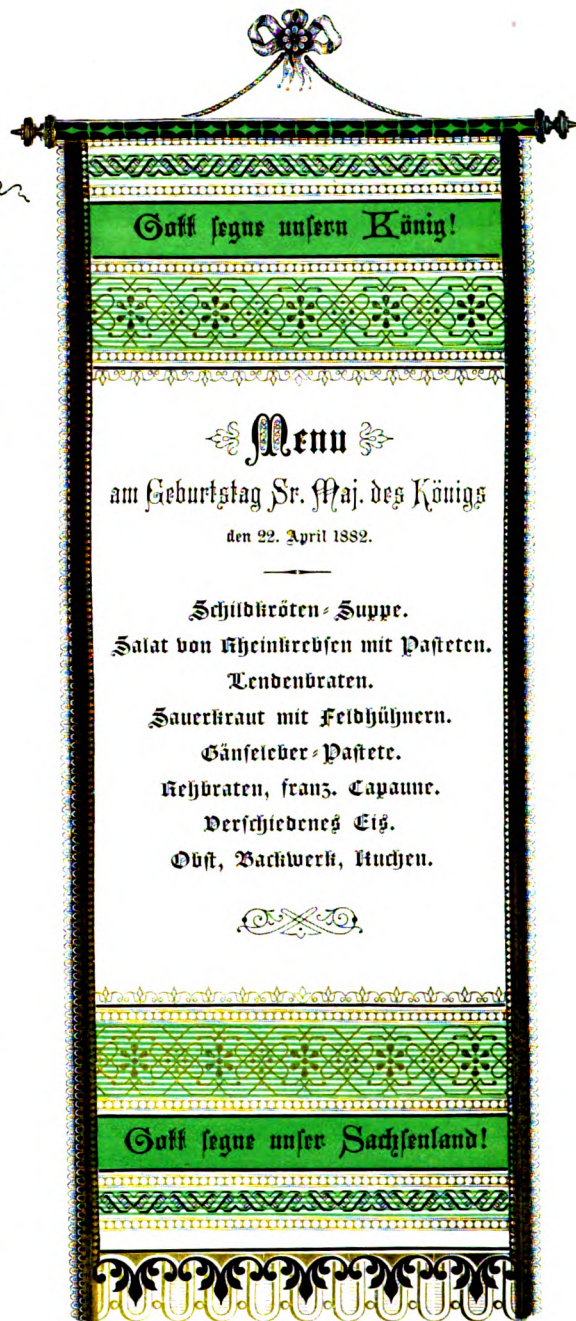 Gott segne unsern König!
Menu
am Geburtstag Sr. Maj. des Königs
den 22. April 1882.
Schildkröten-Suppe.
Salat von Rheinkrebsen mit Pasteten.
Lendenbraten.
Sauerkraut mit Feldhühnern.
Gänseleber-Pastete.
Rehbraten, franz. Capaune.
Verschiedenes Eis.
Obst, Backwerk, Kuchen.
Gott segne unser Sachsenland!